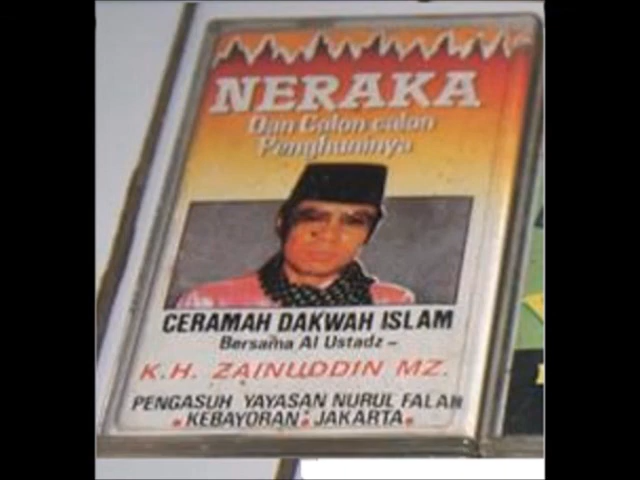 NERAKA
Dan Calon calon
Penghuninya
CERAMAH DAKWAH ISLAM
Bersama Al Ustadz -
K.H. ZAINUDDIN MZ.
PENGASUH YAYASAN NURUL FALAH
. KEBAYORAN . JAKARTA .